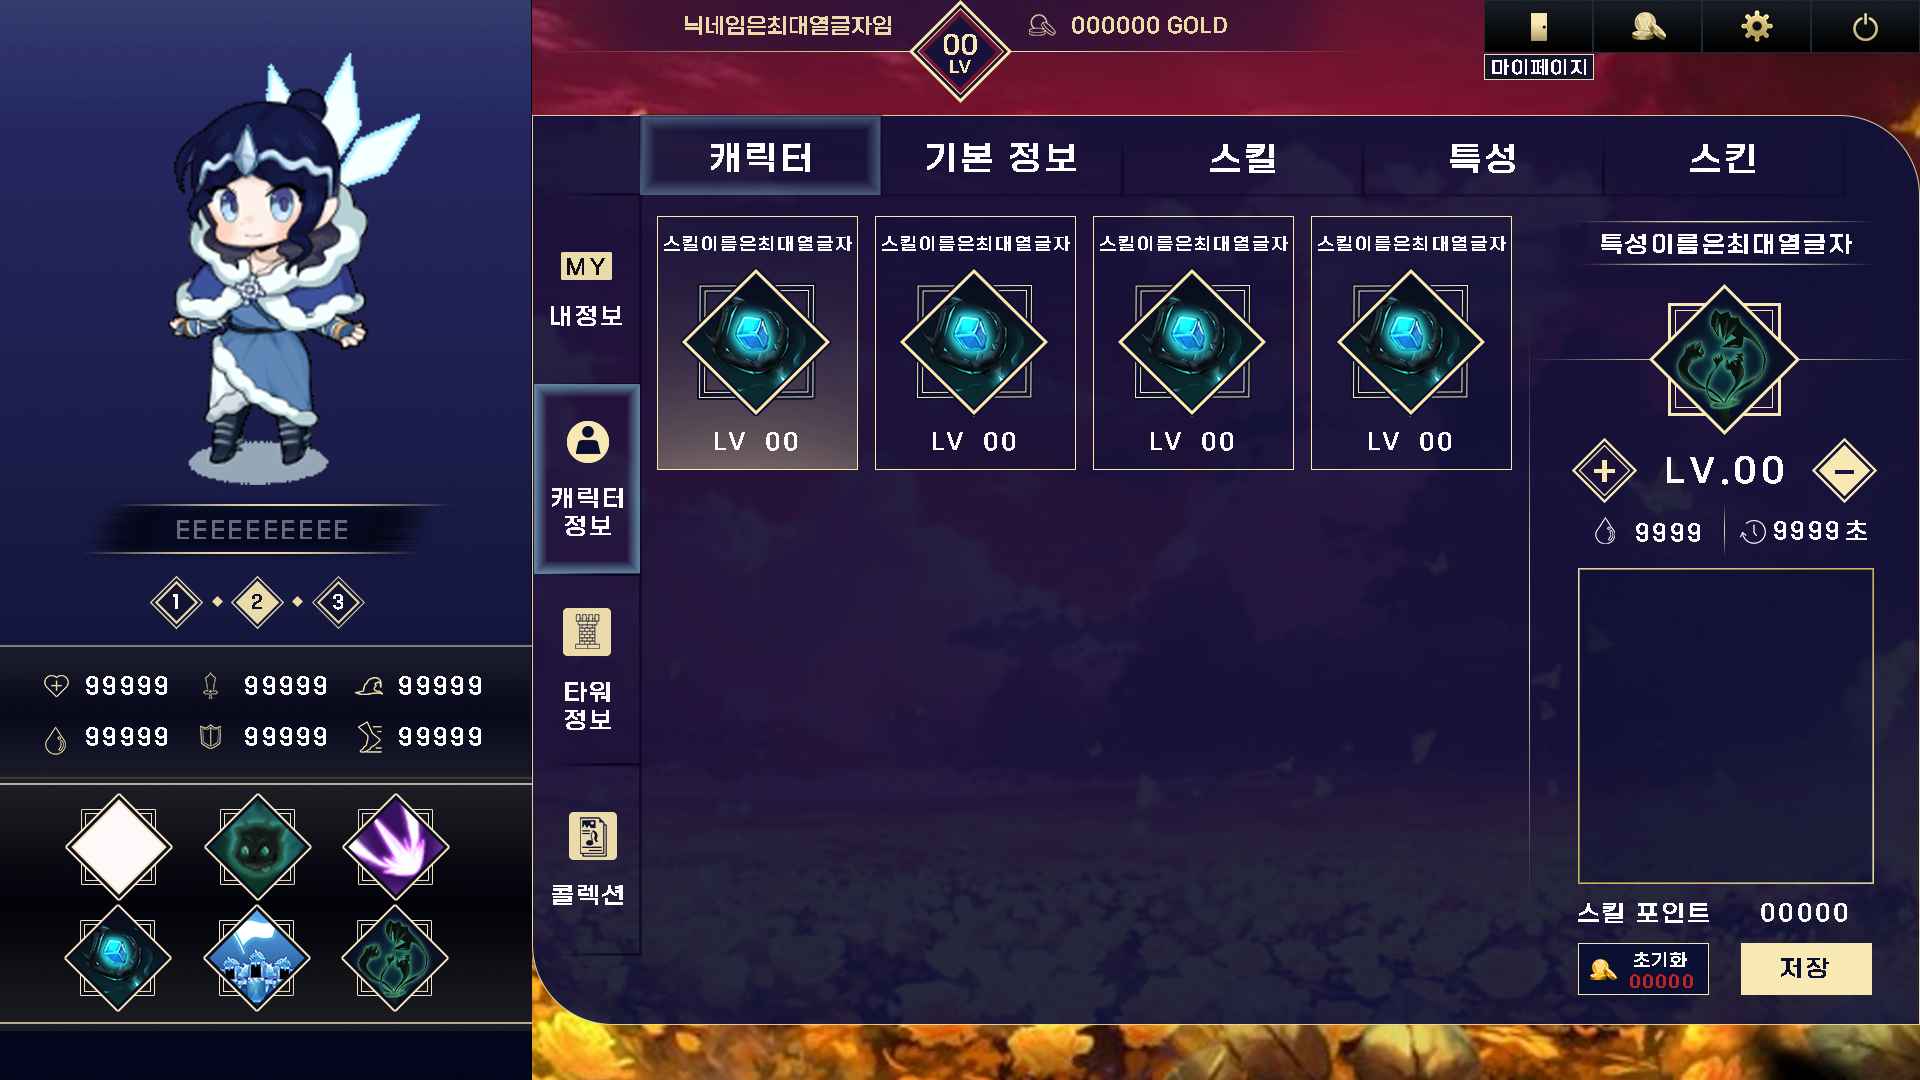 닉네임은최대열글자임
00
LV
000000 GOLD
마이페이지
캐릭터
기본 정보
스킬
특성
스킨
MY
내정보
캐릭터
정보
타워
정보
콜렉션
EEEEEEEEEE
1
2
3
99999
99999
99999
99999
99999
99999
스킬이름은최대열글자
LV 00
스킬이름은최대열글자
LV 00
스킬이름은최대열글자
LV 00
스킬이름은최대열글자
LV 00
특성이름은최대열글자
+ LV.00 −
9999
9999초
스킬 포인트 00000
초기화
00000
저장